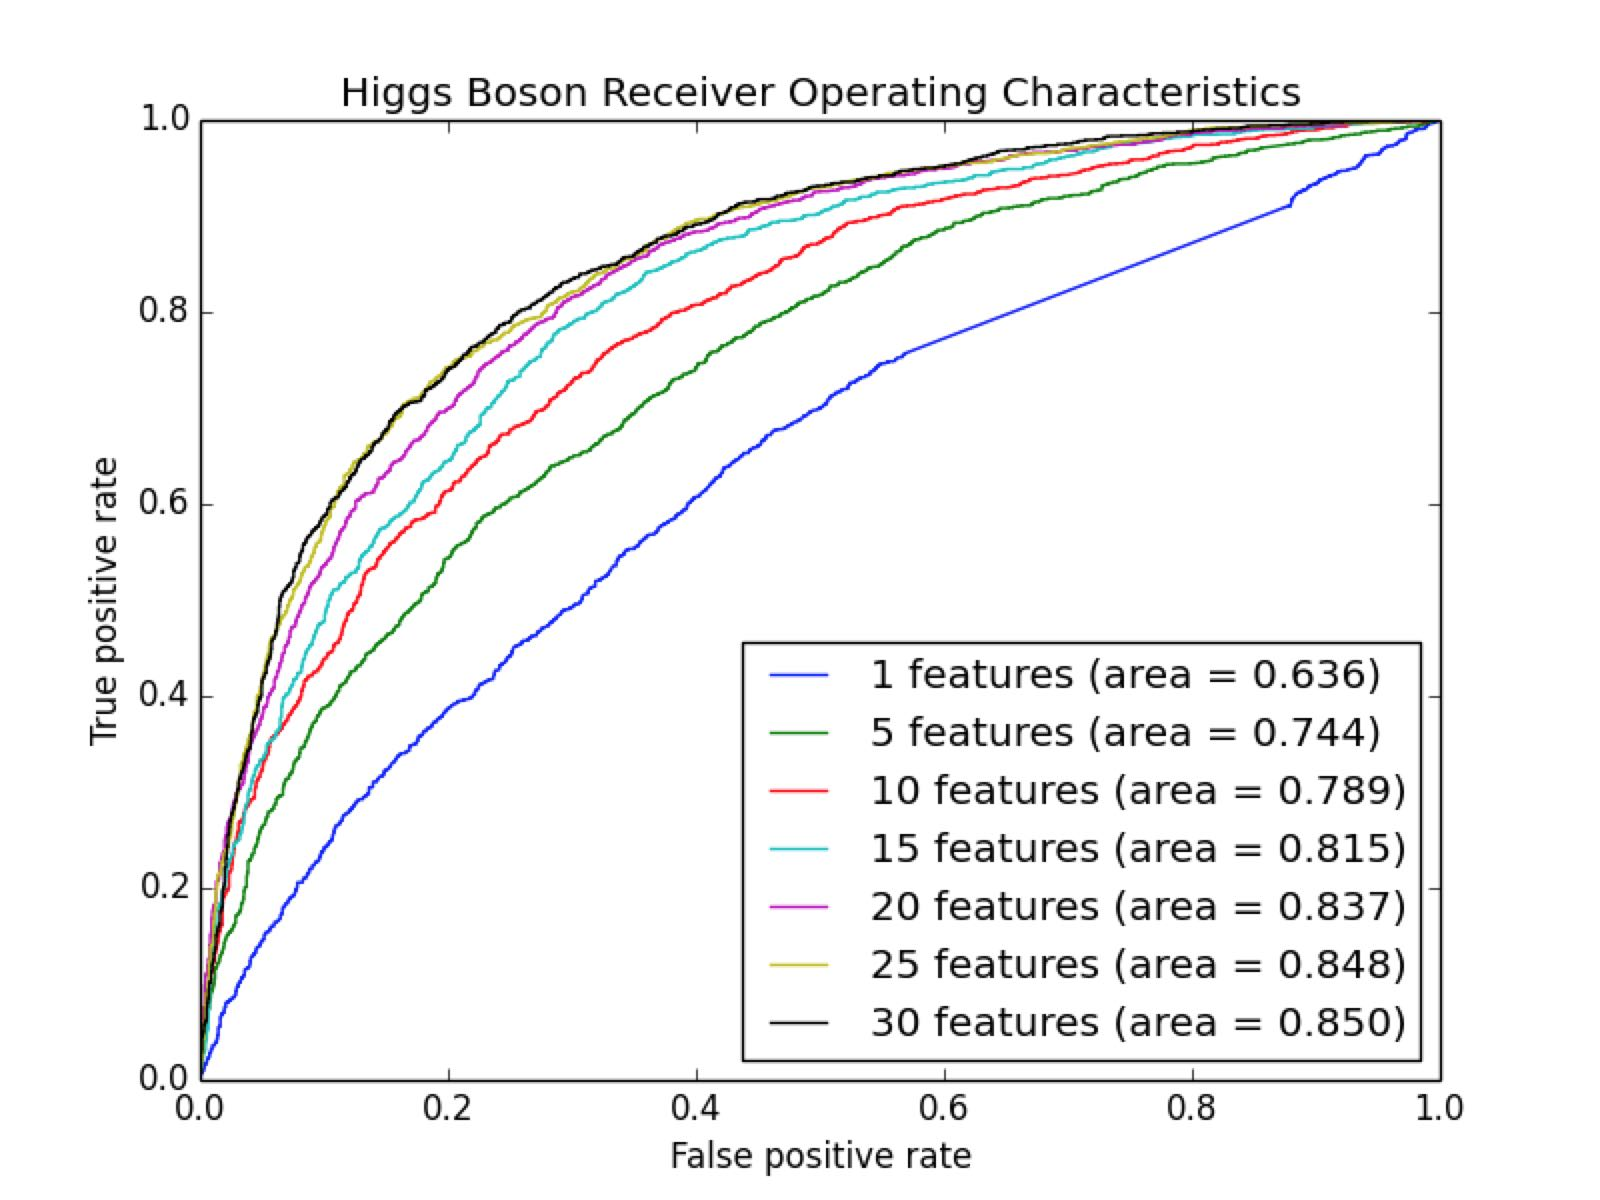 Higgs Boson Receiver Operating Characteristics
1.0
0.8
0.6
0.4
0.2
0.0
True positive rate
1 features (area = 0.636)
5 features (area = 0.744)
10 features (area = 0.789)
15 features (area = 0.815)
20 features (area = 0.837)
25 features (area = 0.848)
30 features (area = 0.850)
0.0 0.2 0.4 0.6 0.8 1.0
False positive rate